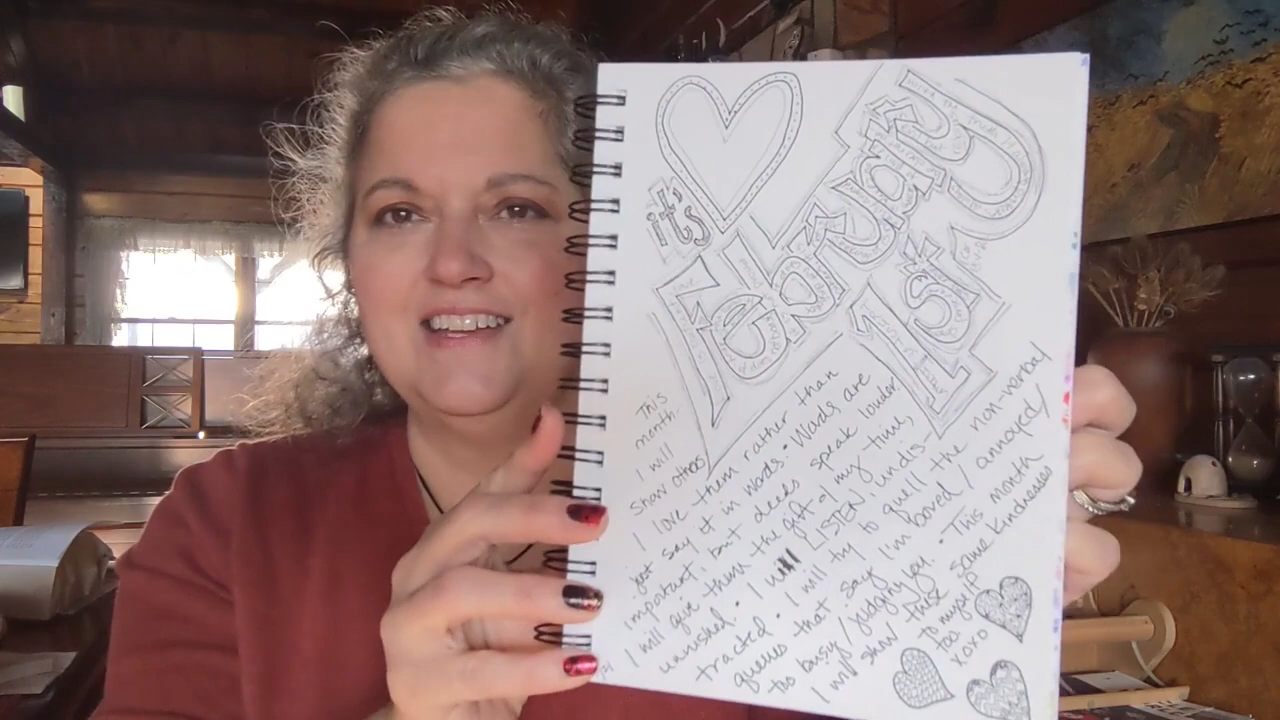 it's
February
1st
This
month
I will
show others
I love them rather than
just say it in words. Words are
important, but deeds speak louder.
I will give them the gift of my time,
unvanished. I will LISTEN, undis-
tracted. I will try to quell the non-verbal
queues that say I'm bored / annoyed /
too busy / judging you. This month
I will show these same kindnesses
to myself
too
xoxo